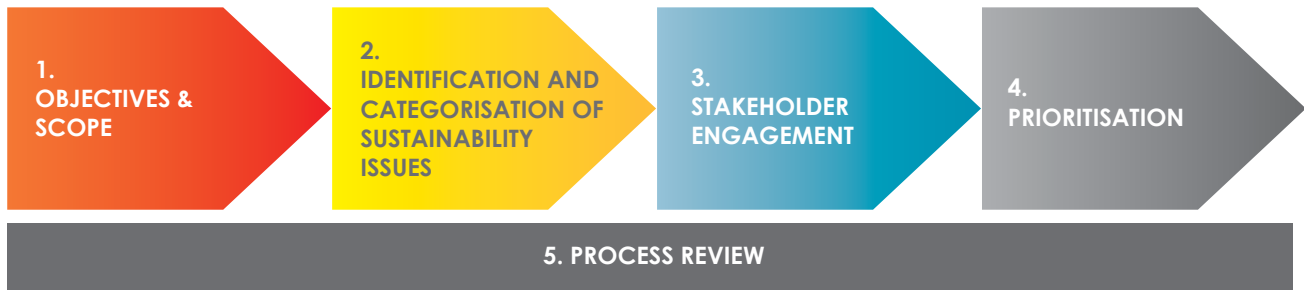 1.
OBJECTIVES &
SCOPE
2.
IDENTIFICATION AND
CATEGORISATION OF
SUSTAINABILITY
ISSUES
3.
STAKEHOLDER
ENGAGEMENT
4.
PRIORITISATION
5. PROCESS REVIEW